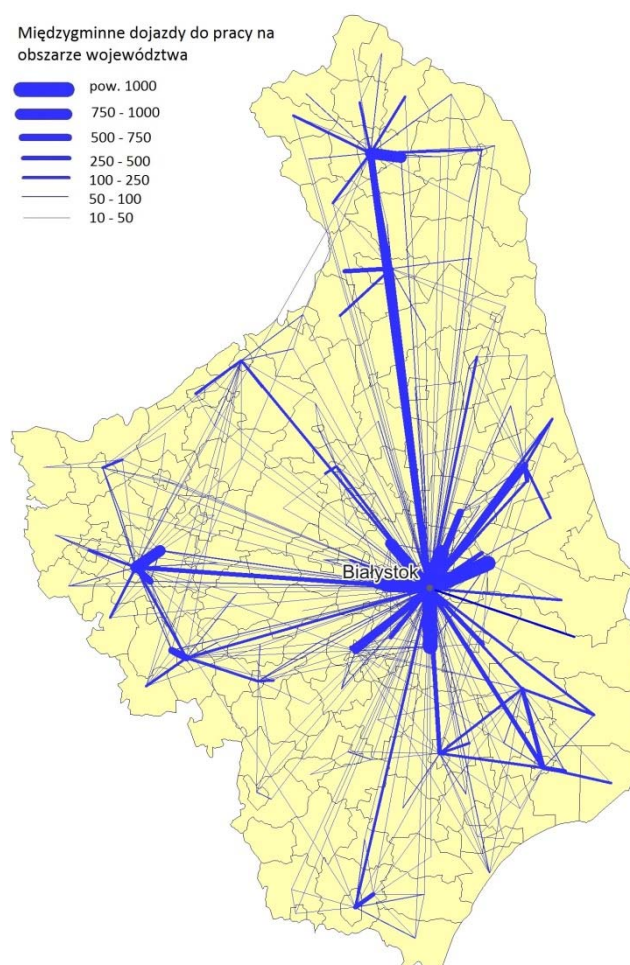 Międzygminne dojazdy do pracy na
obszarze województwa
pow. 1000
750 - 1000
500 - 750
250 - 500
100 - 250
50 - 100
10 - 50
Białystok